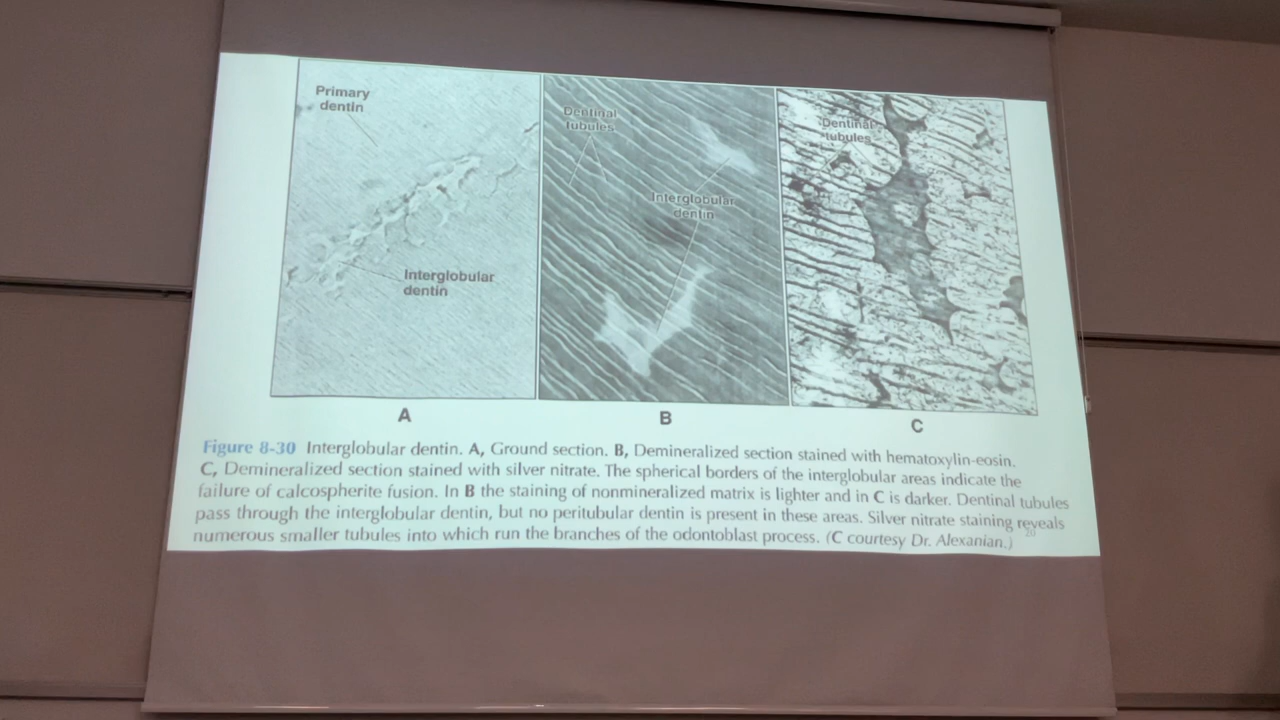 Primary
dentin
Interglobular
dentin
Dentinal
tubules
Interglobular
dentin
Dentinal
tubules
A
B
C
Figure 8-30 Interglobular dentin. A, Ground section. B, Demineralized section stained with hematoxylin-eosin.
C, Demineralized section stained with silver nitrate. The spherical borders of the interglobular areas indicate the
failure of calcospherite fusion. In B the staining of nonmineralized matrix is lighter and in C is darker. Dentinal tubules
pass through the interglobular dentin, but no peritubular dentin is present in these areas. Silver nitrate staining reveals
numerous smaller tubules into which run the branches of the odontoblast process. (C courtesy Dr. Alexanian.)
20